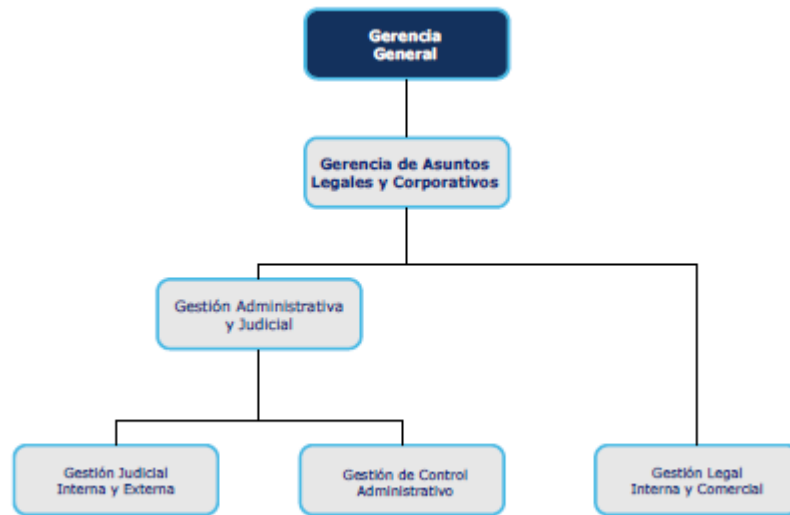 Gerencia
General
Gerencia de Asuntos
Legales y Corporativos
Gestión Administrativa
y Judicial
Gestión Judicial
Interna y Externa
Gestión de Control
Administrativo
Gestión Legal
Interna y Comercial